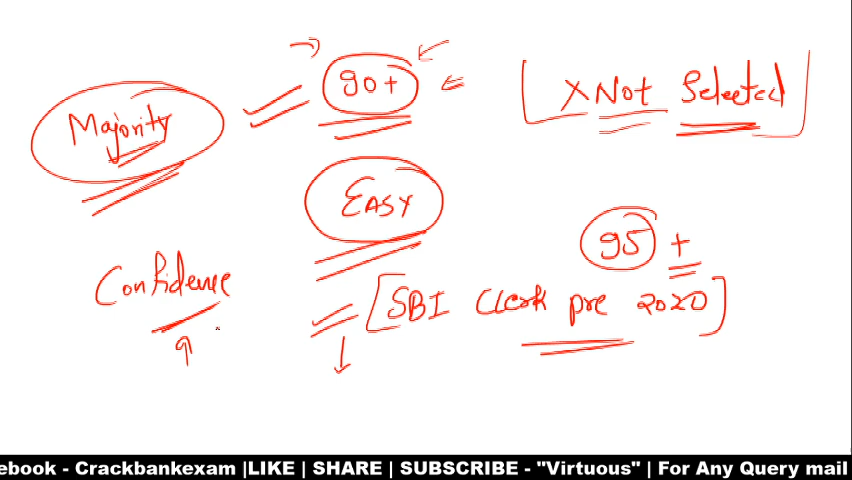 90+
X Not Selected
Majority
EASY
95+
Confidence
SBI Clerk pre 2020
ebook - Crackbankexam |LIKE | SHARE | SUBSCRIBE - "Virtuous" | For Any Query mail